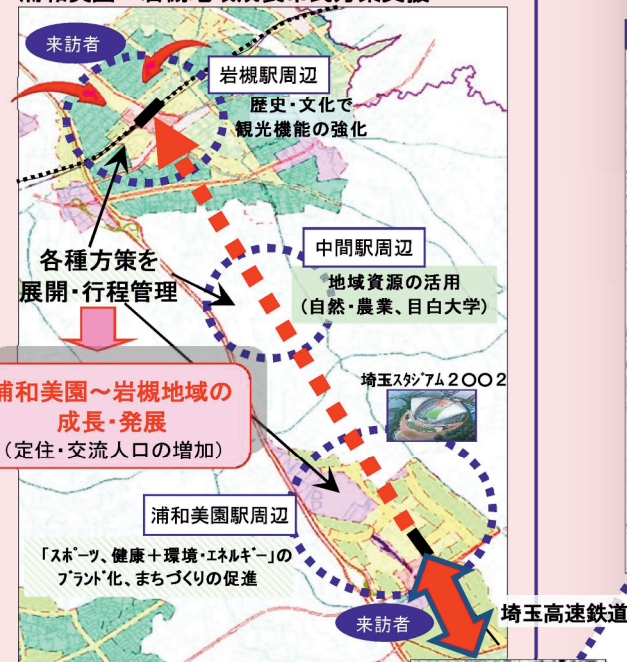 来訪者
岩槻駅周辺
歴史・文化で
観光機能の強化
中間駅周辺
地域資源の活用
(自然・農業、目白大学)
各種方策を
展開・行程管理
浦和美園～岩槻地域の
成長・発展
(定住・交流人口の増加)
埼玉スタジアム2002
浦和美園駅周辺
「スポーツ、健康＋環境・エネルギー」の
ブランド化、まちづくりの促進
来訪者
埼玉高速鉄道